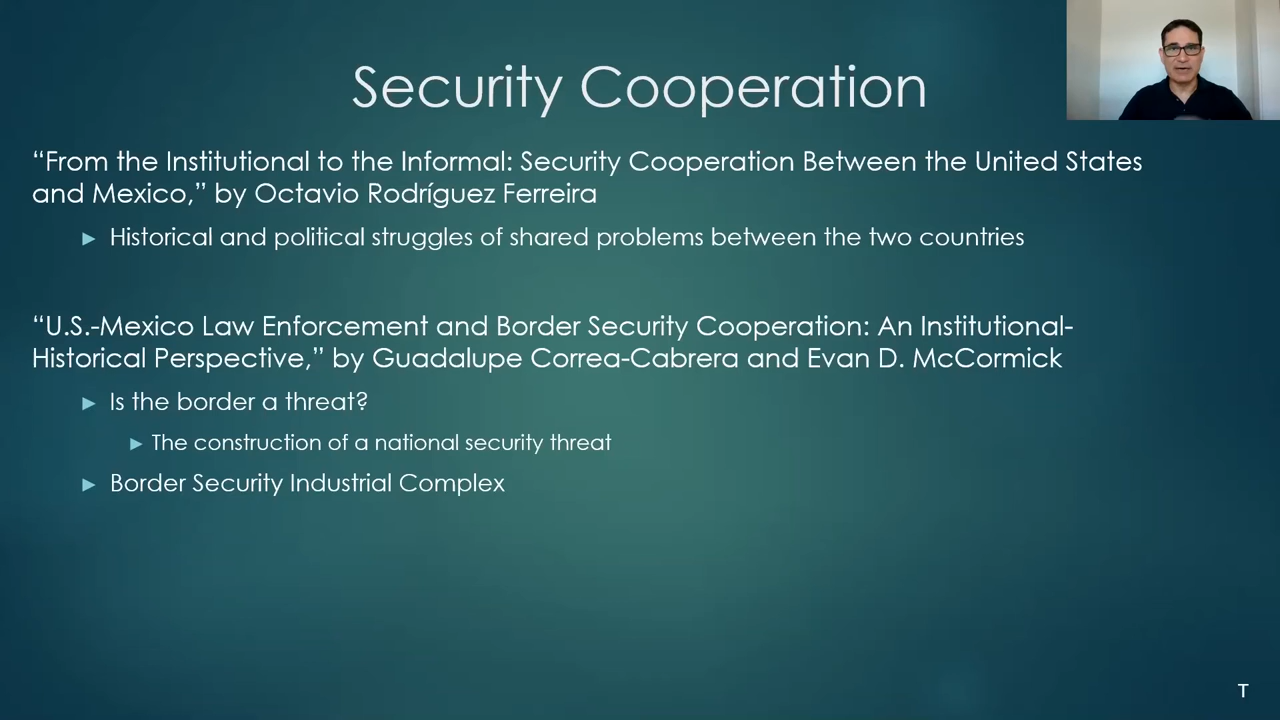 Security Cooperation
“From the Institutional to the Informal: Security Cooperation Between the United States
and Mexico,” by Octavio Rodríguez Ferreira
► Historical and political struggles of shared problems between the two countries
“U.S.-Mexico Law Enforcement and Border Security Cooperation: An Institutional-
Historical Perspective,” by Guadalupe Correa-Cabrera and Evan D. McCormick
► Is the border a threat?
► The construction of a national security threat
► Border Security Industrial Complex
T